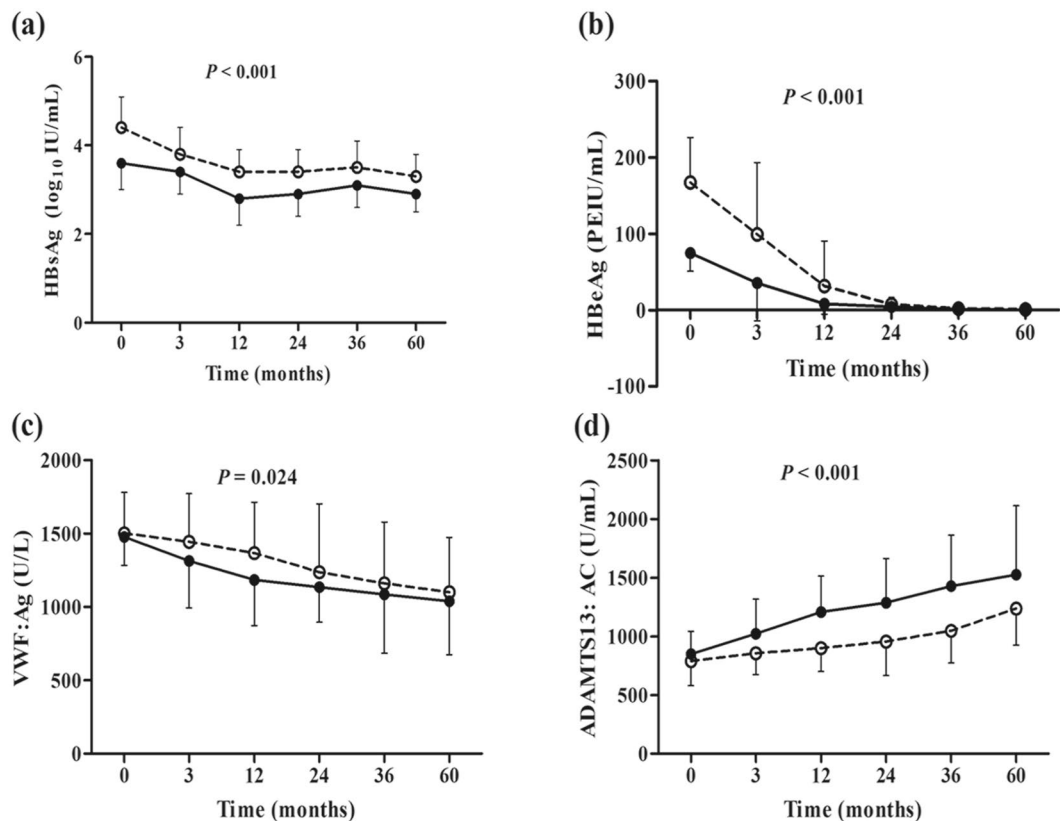 (a)
P < 0.001
HBsAg (log10 IU/mL)
6
4
2
0
0 3 12 24 36 60
Time (months)
(b)
P < 0.001
HBeAg (PEIU/mL)
300
200
100
0
-100
0 3 12 24 36 60
Time (months)
(c)
P = 0.024
VWF:Ag (U/L)
2000
1500
1000
500
0
0 3 12 24 36 60
Time (months)
(d)
P < 0.001
ADAMTS13: AC (U/mL)
2500
2000
1500
1000
500
0
0 3 12 24 36 60
Time (months)